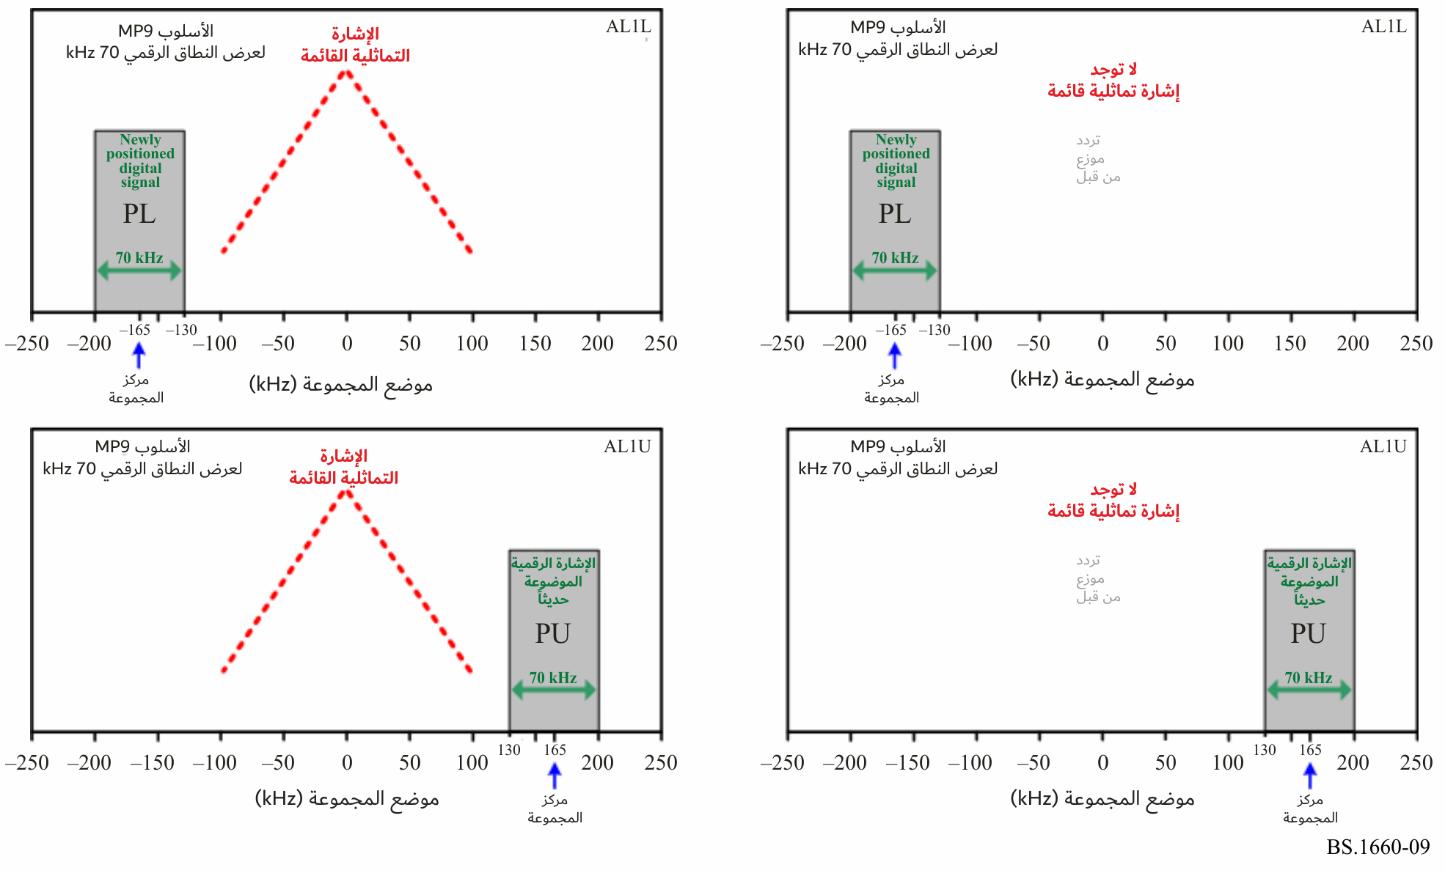 الأسلوب MP9
لعرض النطاق الرقمي 70 kHz
الإشارة
التماثلية القائمة
AL1L
Newly
positioned
digital
signal
PL
70 kHz
–165
–130
–250
–200
–100
–50
0
50
100
150
200
250
مركز
المجموعة
موضع المجموعة (kHz)
الأسلوب MP9
لعرض النطاق الرقمي 70 kHz
لا توجد
إشارة تماثلية قائمة
AL1L
تردد
موزع
من قبل
Newly
positioned
digital
signal
PL
70 kHz
–165
–130
–250
–200
–100
–50
0
50
100
150
200
250
مركز
المجموعة
موضع المجموعة (kHz)
الأسلوب MP9
لعرض النطاق الرقمي 70 kHz
الإشارة
التماثلية القائمة
AL1U
الإشارة الرقمية
الموضوعة
حديثاً
PU
70 kHz
130
165
–250
–200
–150
–100
–50
0
50
100
200
250
مركز
المجموعة
موضع المجموعة (kHz)
الأسلوب MP9
لعرض النطاق الرقمي 70 kHz
لا توجد
إشارة تماثلية قائمة
AL1U
تردد
موزع
من قبل
الإشارة الرقمية
الموضوعة
حديثاً
PU
70 kHz
130
165
–250
–200
–150
–100
–50
0
50
100
200
250
مركز
المجموعة
موضع المجموعة (kHz)
BS.1660-09